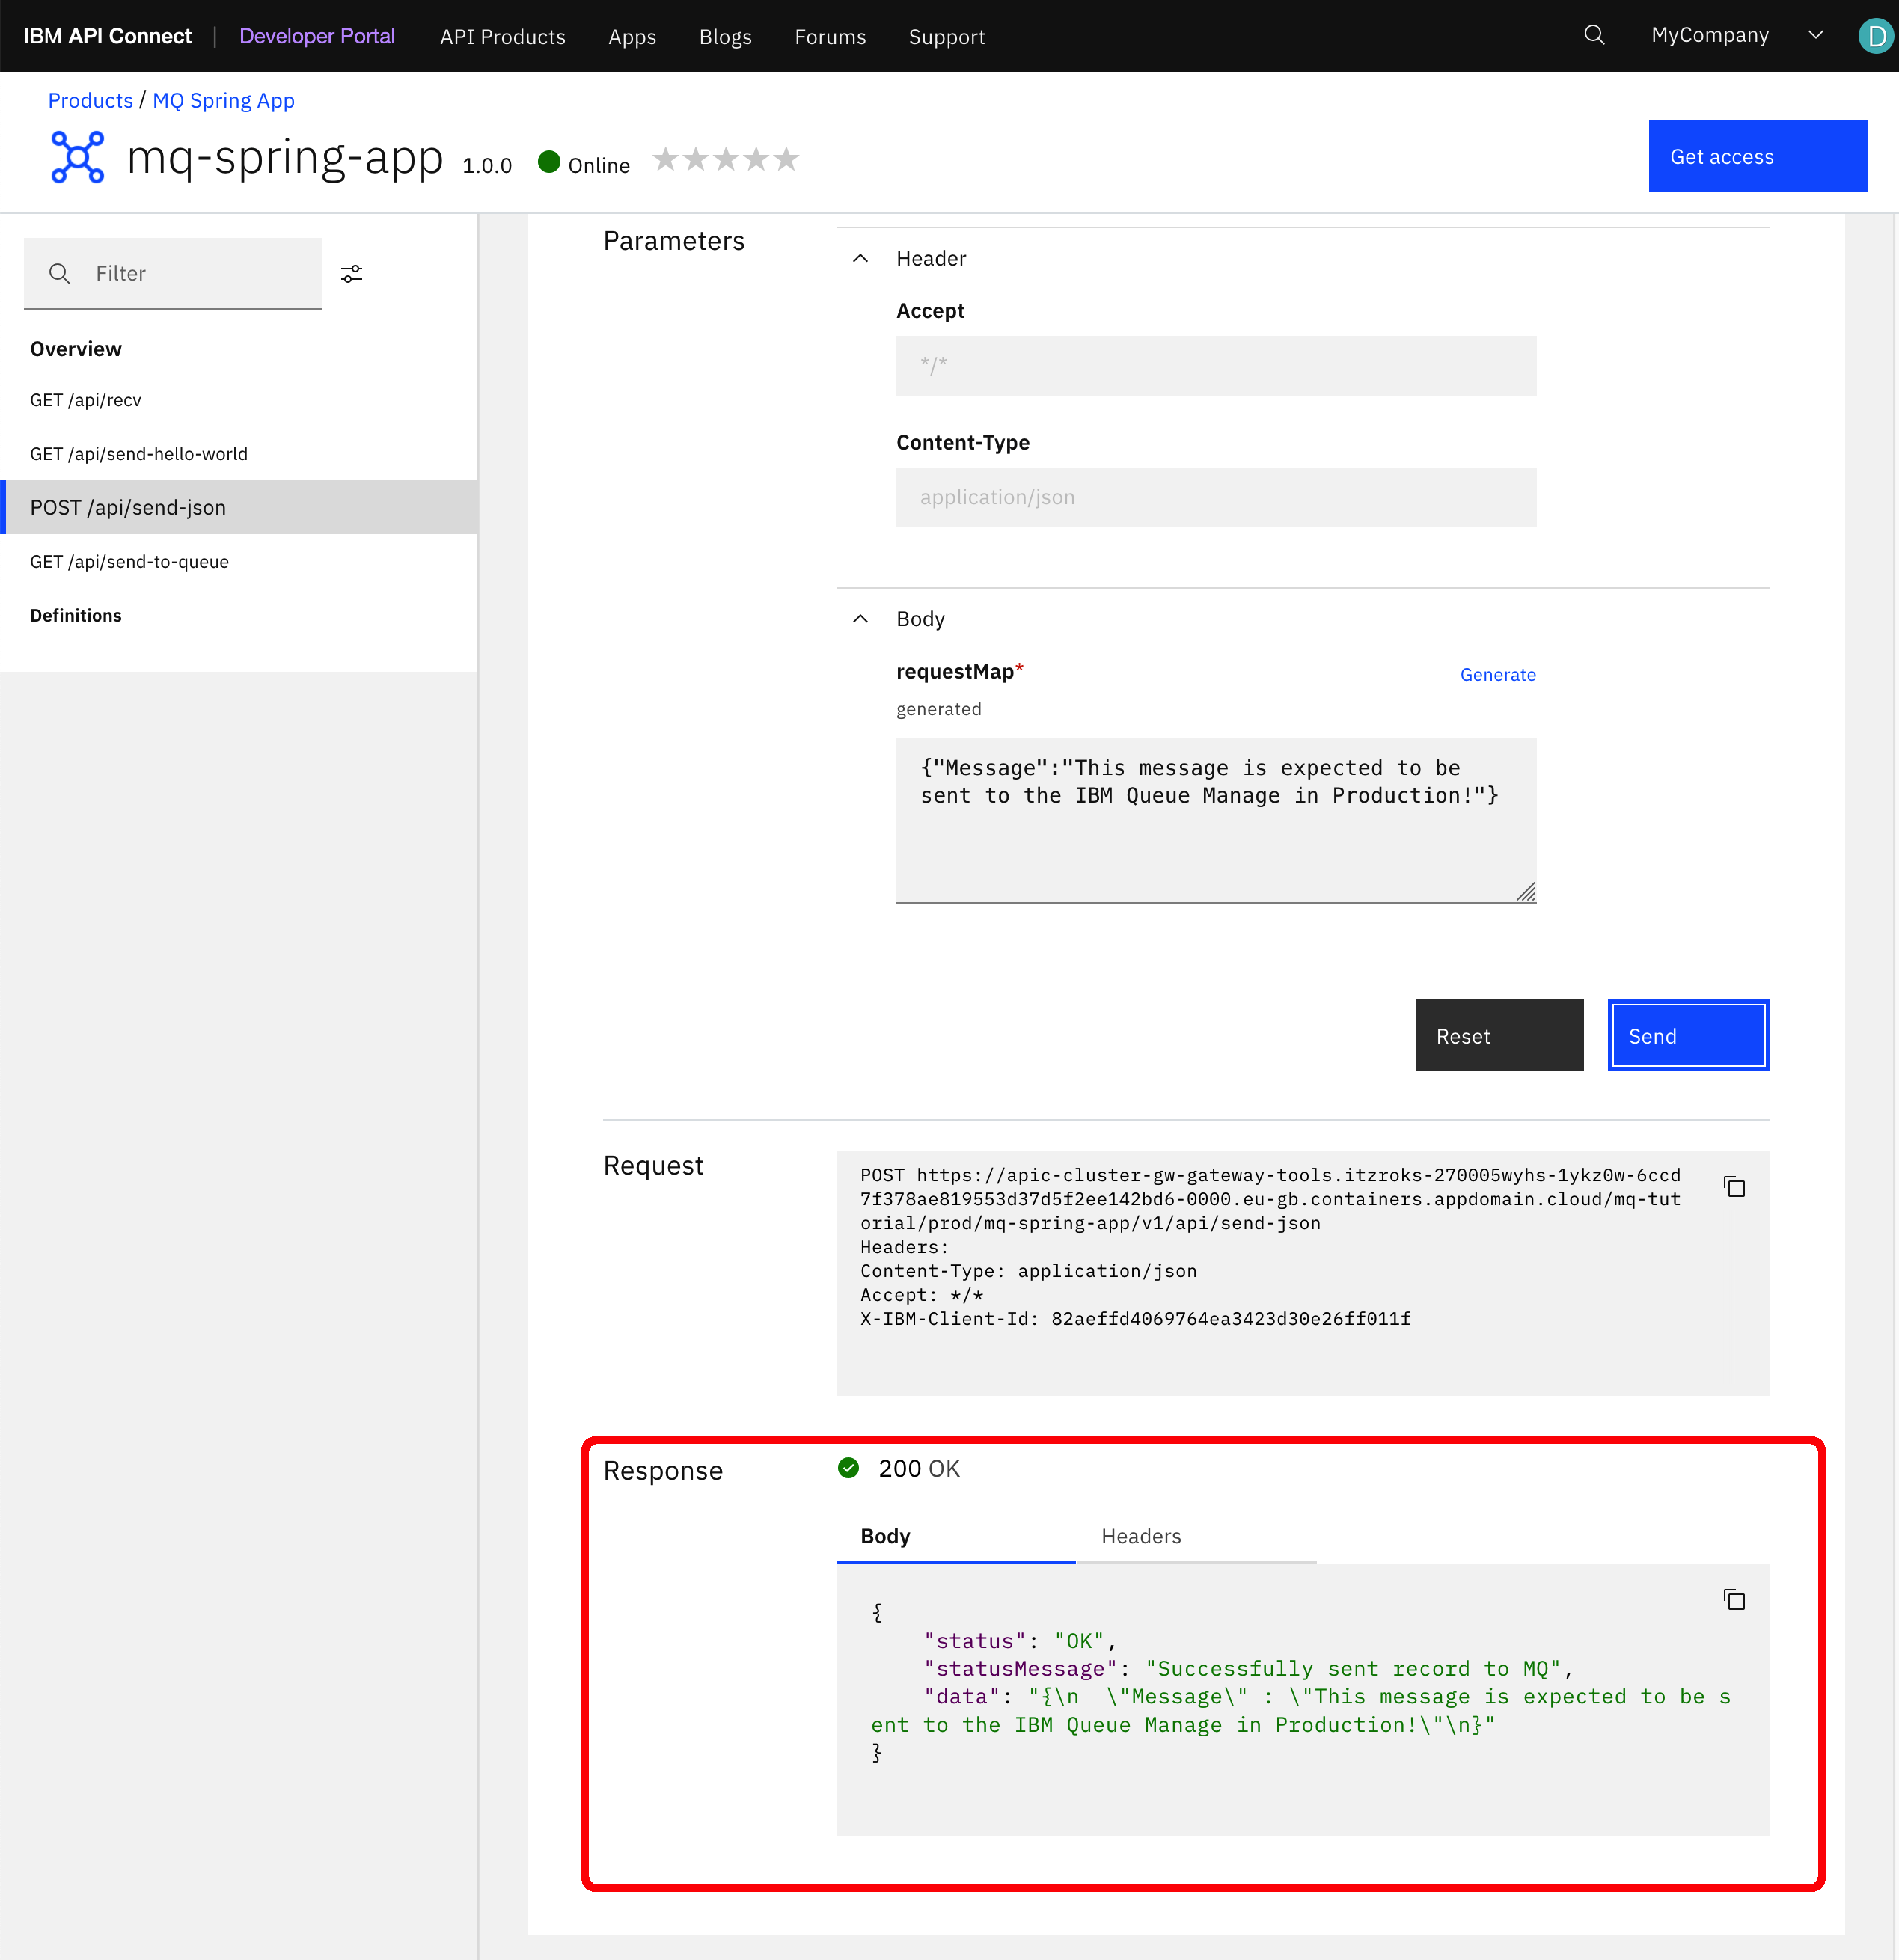 IBM API Connect | Developer Portal API Products Apps Blogs Forums Support MyCompany D
Products / MQ Spring App
mq-spring-app 1.0.0 Online
Get access
Filter
Overview
GET /api/recv
GET /api/send-hello-world
POST /api/send-json
GET /api/send-to-queue
Definitions
Parameters
Header
Accept
*/*
Content-Type
application/json
Body
requestMap*
Generate
generated
{"Message":"This message is expected to be
sent to the IBM Queue Manage in Production!"}
Reset
Send
Request
POST https://apic-cluster-gw-gateway-tools.itzroks-270005wyhs-1ykz0w-6ccd
7f378ae819553d37d5f2ee142bd6-0000.eu-gb.containers.appdomain.cloud/mq-tut
orial/prod/mq-spring-app/v1/api/send-json
Headers:
Content-Type: application/json
Accept: */*
X-IBM-Client-Id: 82aeffd4069764ea3423d30e26ff011f
Response
200 OK
Body
Headers
{
"status": "OK",
"statusMessage": "Successfully sent record to MQ",
"data": "{\n  \"Message\" : \"This message is expected to be s
ent to the IBM Queue Manage in Production!\"\n}"
}